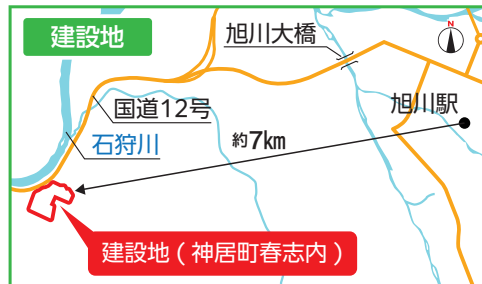 建設地
旭川大橋
N
国道12号
旭川駅
石狩川
約7km
建設地(神居町春志内)